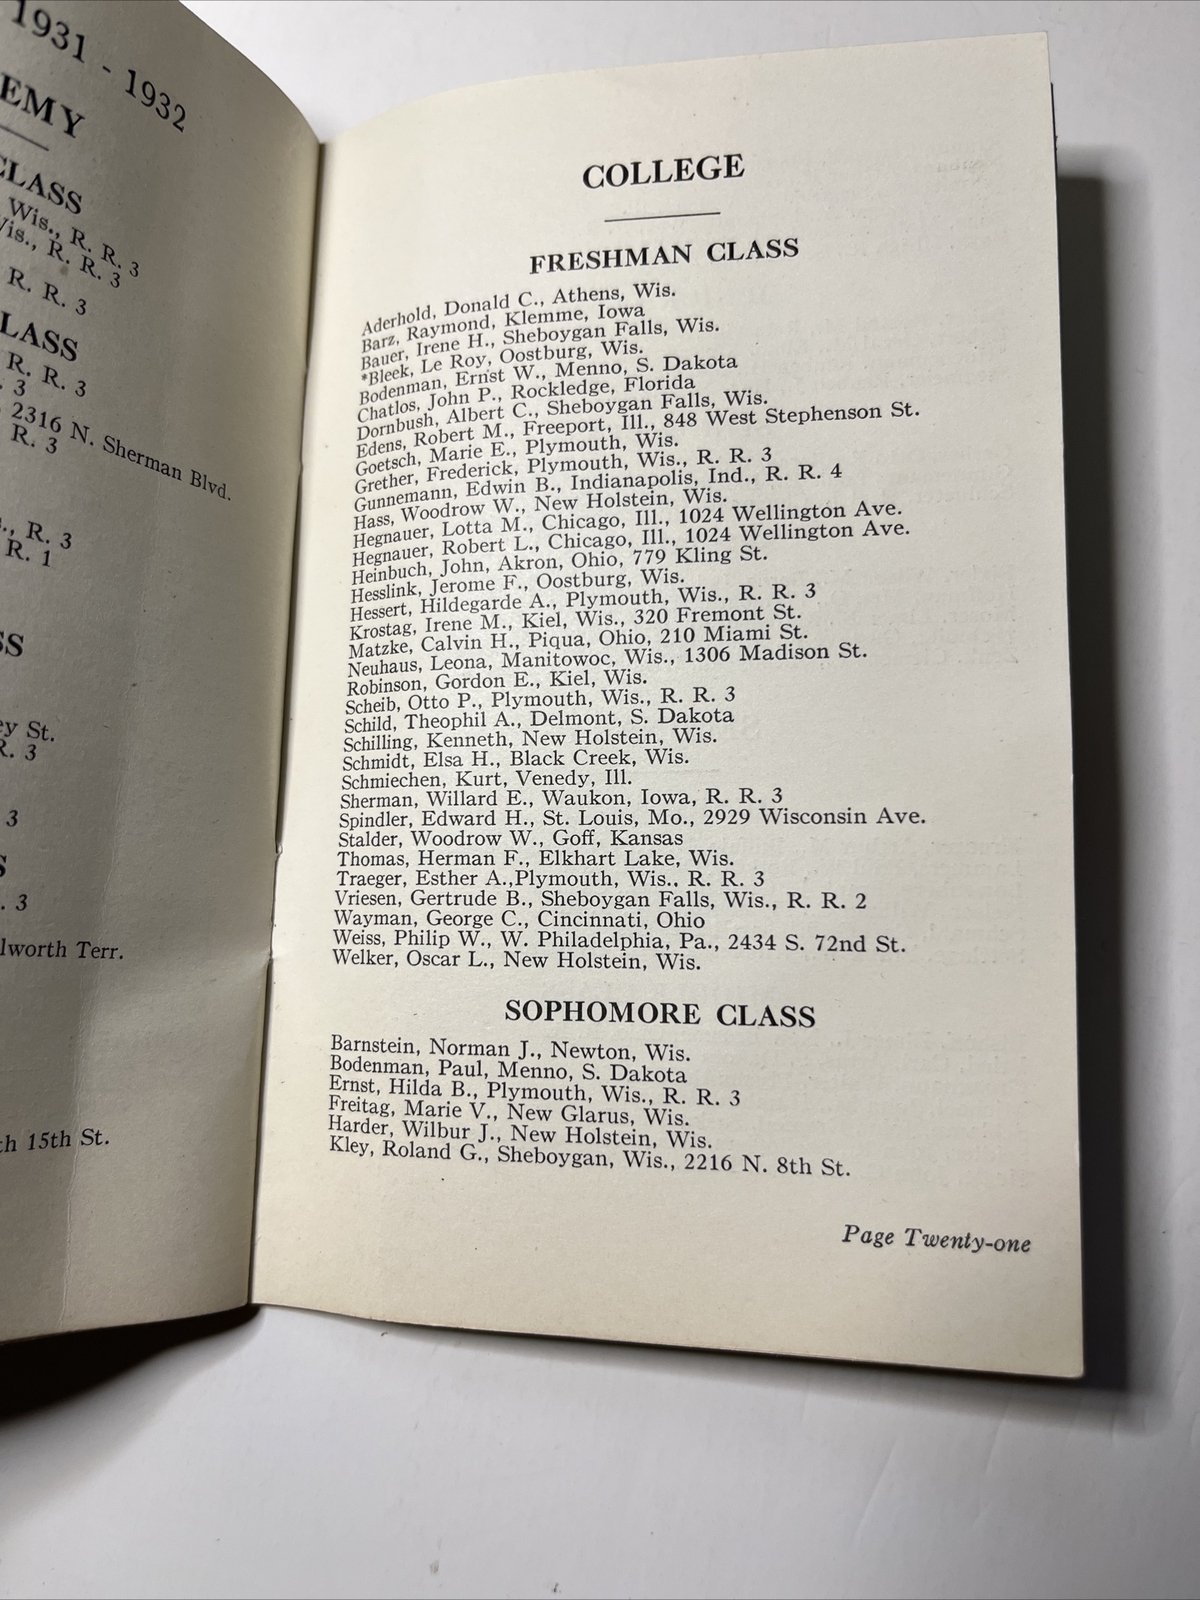 1931 - 1932
EMY
CLASS
Wis., R. R. 3
Wis., R. R. 3
R. R. 3
LASS
R. R. 3
3
2316 N. Sherman Blvd.
R. 3
R. 3
R. 1
SS
ey St.
R. 3
3
S
. 3
lworth Terr.
th 15th St.
COLLEGE
FRESHMAN CLASS
Aderhold, Donald C., Athens, Wis.
Barz, Raymond, Klemme, Iowa
Bauer, Irene H., Sheboygan Falls, Wis.
*Bleek, Le Roy, Oostburg, Wis.
Bodenman, Ernst W., Menno, S. Dakota
Chatlos, John P., Rockledge, Florida
Dornbush, Albert C., Sheboygan Falls, Wis.
Edens, Robert M., Freeport, Ill., 848 West Stephenson St.
Goetsch, Marie E., Plymouth, Wis.
Grether, Frederick, Plymouth, Wis., R. R. 3
Gunnemann, Edwin B., Indianapolis, Ind., R. R. 4
Hass, Woodrow W., New Holstein, Wis.
Hegnauer, Lotta M., Chicago, Ill., 1024 Wellington Ave.
Hegnauer, Robert L., Chicago, Ill., 1024 Wellington Ave.
Heinbuch, John, Akron, Ohio, 779 Kling St.
Hesslink, Jerome F., Oostburg, Wis.
Hessert, Hildegarde A., Plymouth, Wis., R. R. 3
Krostag, Irene M., Kiel, Wis., 320 Fremont St.
Matzke, Calvin H., Piqua, Ohio, 210 Miami St.
Neuhaus, Leona, Manitowoc, Wis., 1306 Madison St.
Robinson, Gordon E., Kiel, Wis.
Scheib, Otto P., Plymouth, Wis., R. R. 3
Schild, Theophil A., Delmont, S. Dakota
Schilling, Kenneth, New Holstein, Wis.
Schmidt, Elsa H., Black Creek, Wis.
Schmiechen, Kurt, Venedy, Ill.
Sherman, Willard E., Waukon, Iowa, R. R. 3
Spindler, Edward H., St. Louis, Mo., 2929 Wisconsin Ave.
Stalder, Woodrow W., Goff, Kansas
Thomas, Herman F., Elkhart Lake, Wis.
Traeger, Esther A.,Plymouth, Wis., R. R. 3
Vriesen, Gertrude B., Sheboygan Falls, Wis., R. R. 2
Wayman, George C., Cincinnati, Ohio
Weiss, Philip W., W. Philadelphia, Pa., 2434 S. 72nd St.
Welker, Oscar L., New Holstein, Wis.
SOPHOMORE CLASS
Barnstein, Norman J., Newton, Wis.
Bodenman, Paul, Menno, S. Dakota
Ernst, Hilda B., Plymouth, Wis., R. R. 3
Freitag, Marie V., New Glarus, Wis.
Harder, Wilbur J., New Holstein, Wis.
Kley, Roland G., Sheboygan, Wis., 2216 N. 8th St.
Page Twenty-one